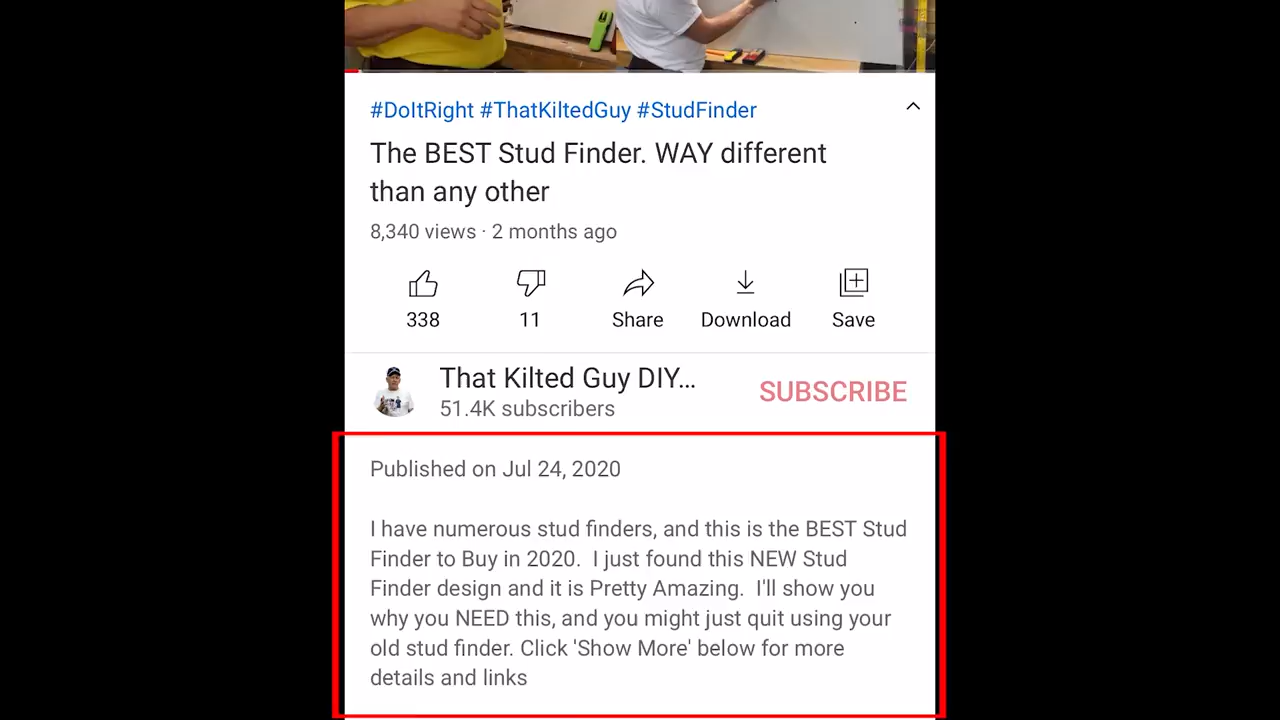 #DoItRight #ThatKiltedGuy #StudFinder
The BEST Stud Finder. WAY different
than any other
8,340 views · 2 months ago
338
11
Share
Download
Save
That Kilted Guy DIY...
51.4K subscribers
SUBSCRIBE
Published on Jul 24, 2020
I have numerous stud finders, and this is the BEST Stud
Finder to Buy in 2020.  I just found this NEW Stud
Finder design and it is Pretty Amazing.  I'll show you
why you NEED this, and you might just quit using your
old stud finder. Click 'Show More' below for more
details and links